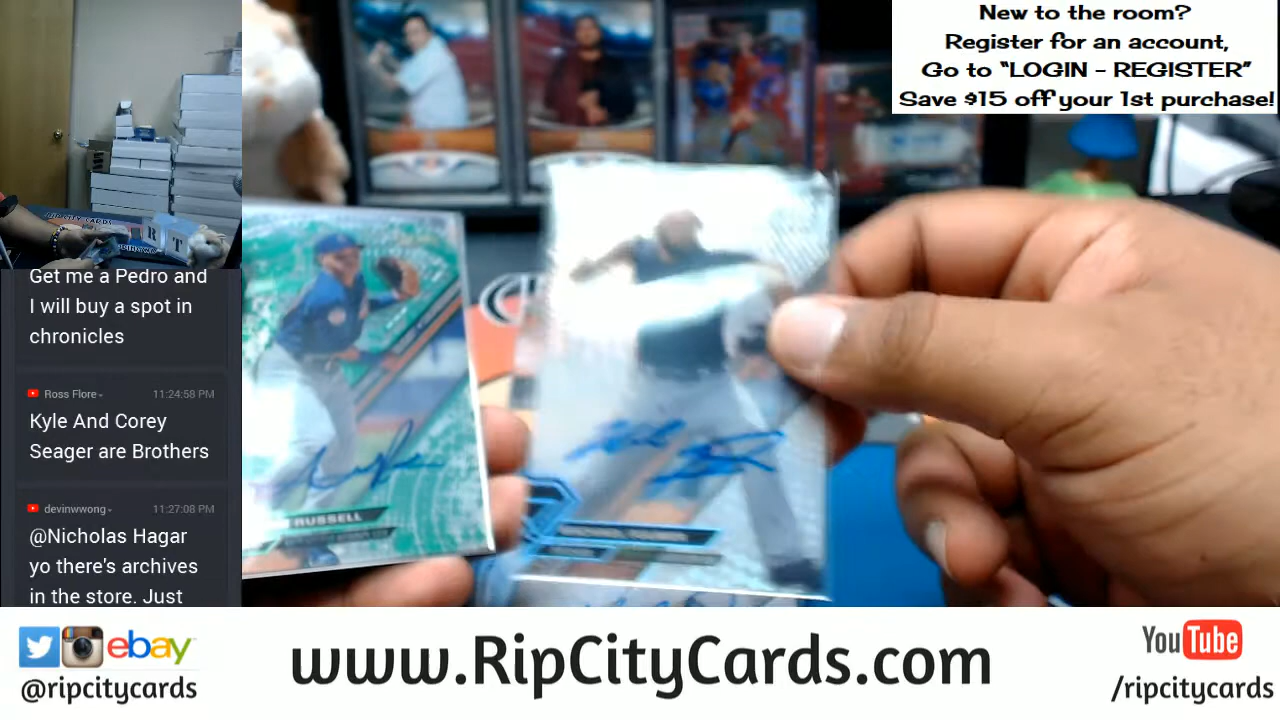 New to the room?
Register for an account,
Go to “LOGIN - REGISTER”
Save $15 off your 1st purchase!
RIP CITY CARDS
R T
Get me a Pedro and
I will buy a spot in
chronicles
Ross Flore
11:24:58 PM
Kyle And Corey
Seager are Brothers
devinwwong
11:27:08 PM
@Nicholas Hagar
yo there's archives
in the store. Just
RUSSELL
ebay
@ripcitycards
www.RipCityCards.com
YouTube
/ripcitycards